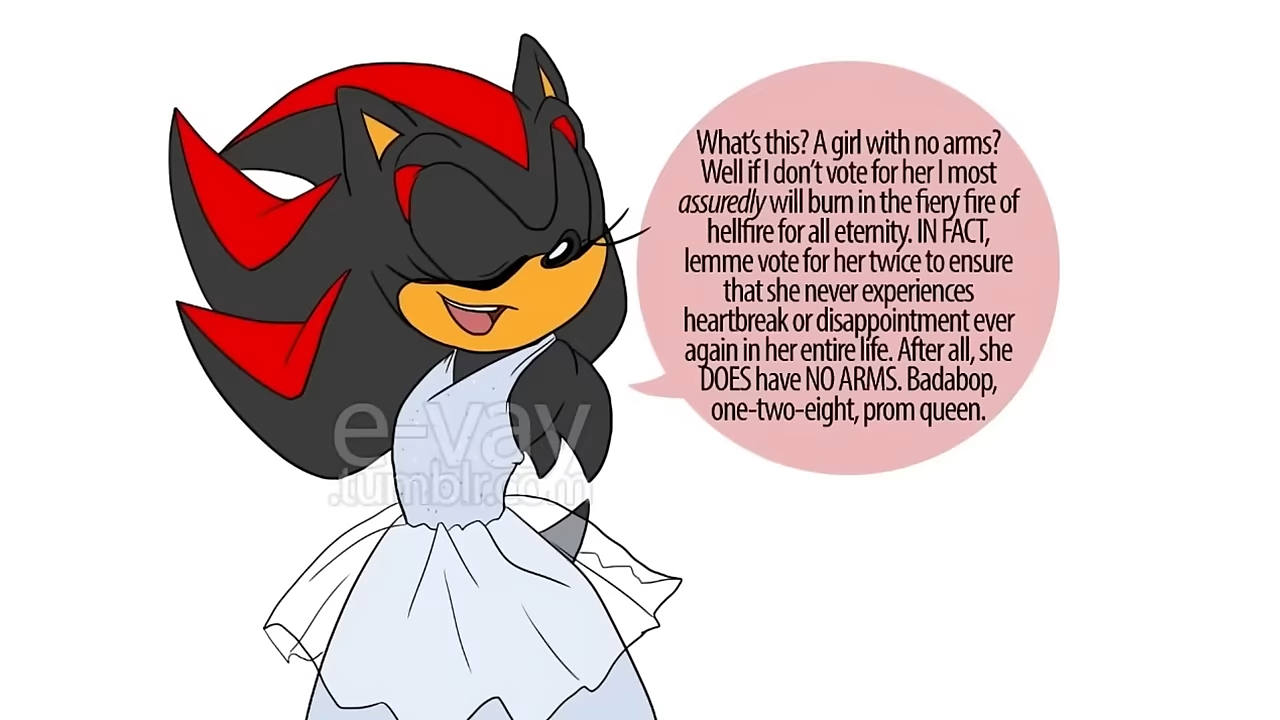 What's this? A girl with no arms?
Well if I don't vote for her I most
assuredly will burn in the fiery fire of
hellfire for all eternity. IN FACT,
lemme vote for her twice to ensure
that she never experiences
heartbreak or disappointment ever
again in her entire life. After all, she
DOES have NO ARMS. Badabop,
one-two-eight, prom queen.
e-vay
.tumblr.com